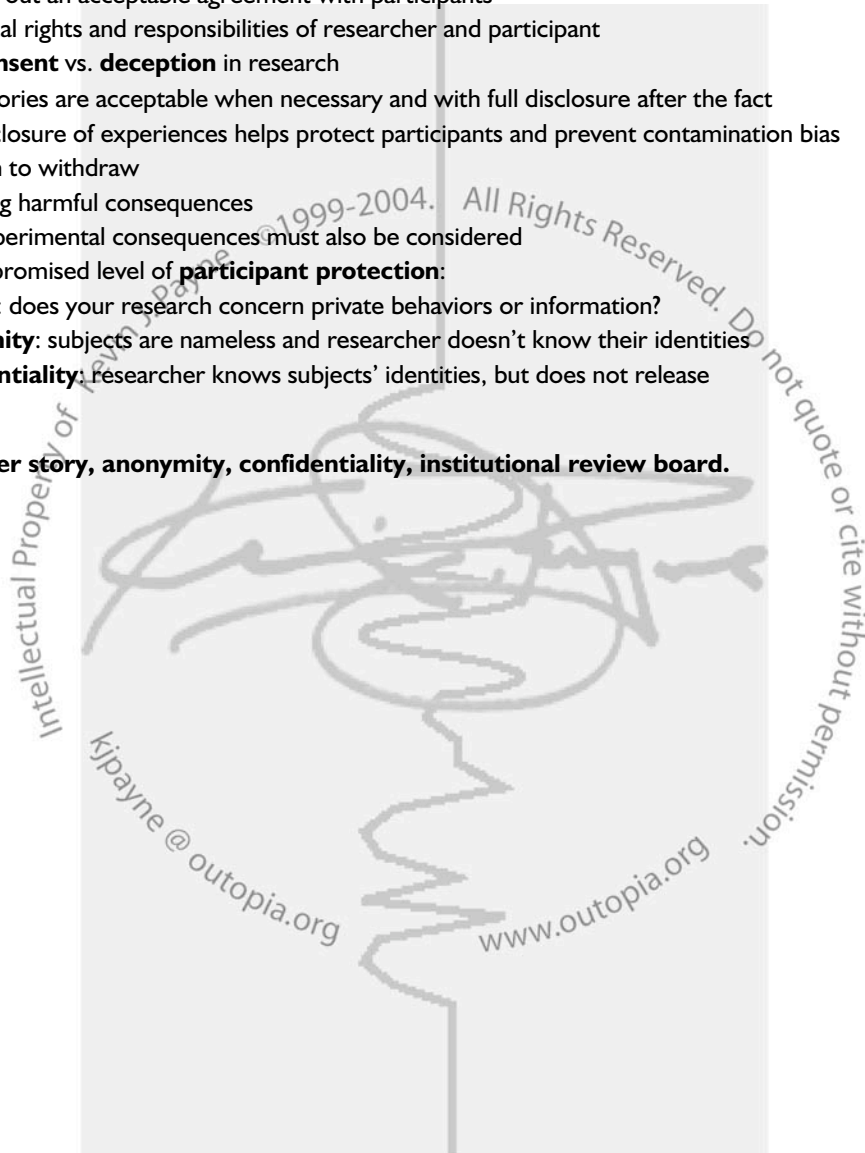 out an acceptable agreement with participants
al rights and responsibilities of researcher and participant
nsent vs. deception in research
ories are acceptable when necessary and with full disclosure after the fact
closure of experiences helps protect participants and prevent contamination bias
to withdraw
g harmful consequences
perimental consequences must also be considered
promised level of participant protection:
: does your research concern private behaviors or information?
nity: subjects are nameless and researcher doesn't know their identities
entiality: researcher knows subjects' identities, but does not release
er story, anonymity, confidentiality, institutional review board.
Intellectual Property of Kevin J. Payne ©1999-2004. All Rights Reserved. Do not quote or cite without permission.
kjpayne @ outopia.org
www.outopia.org